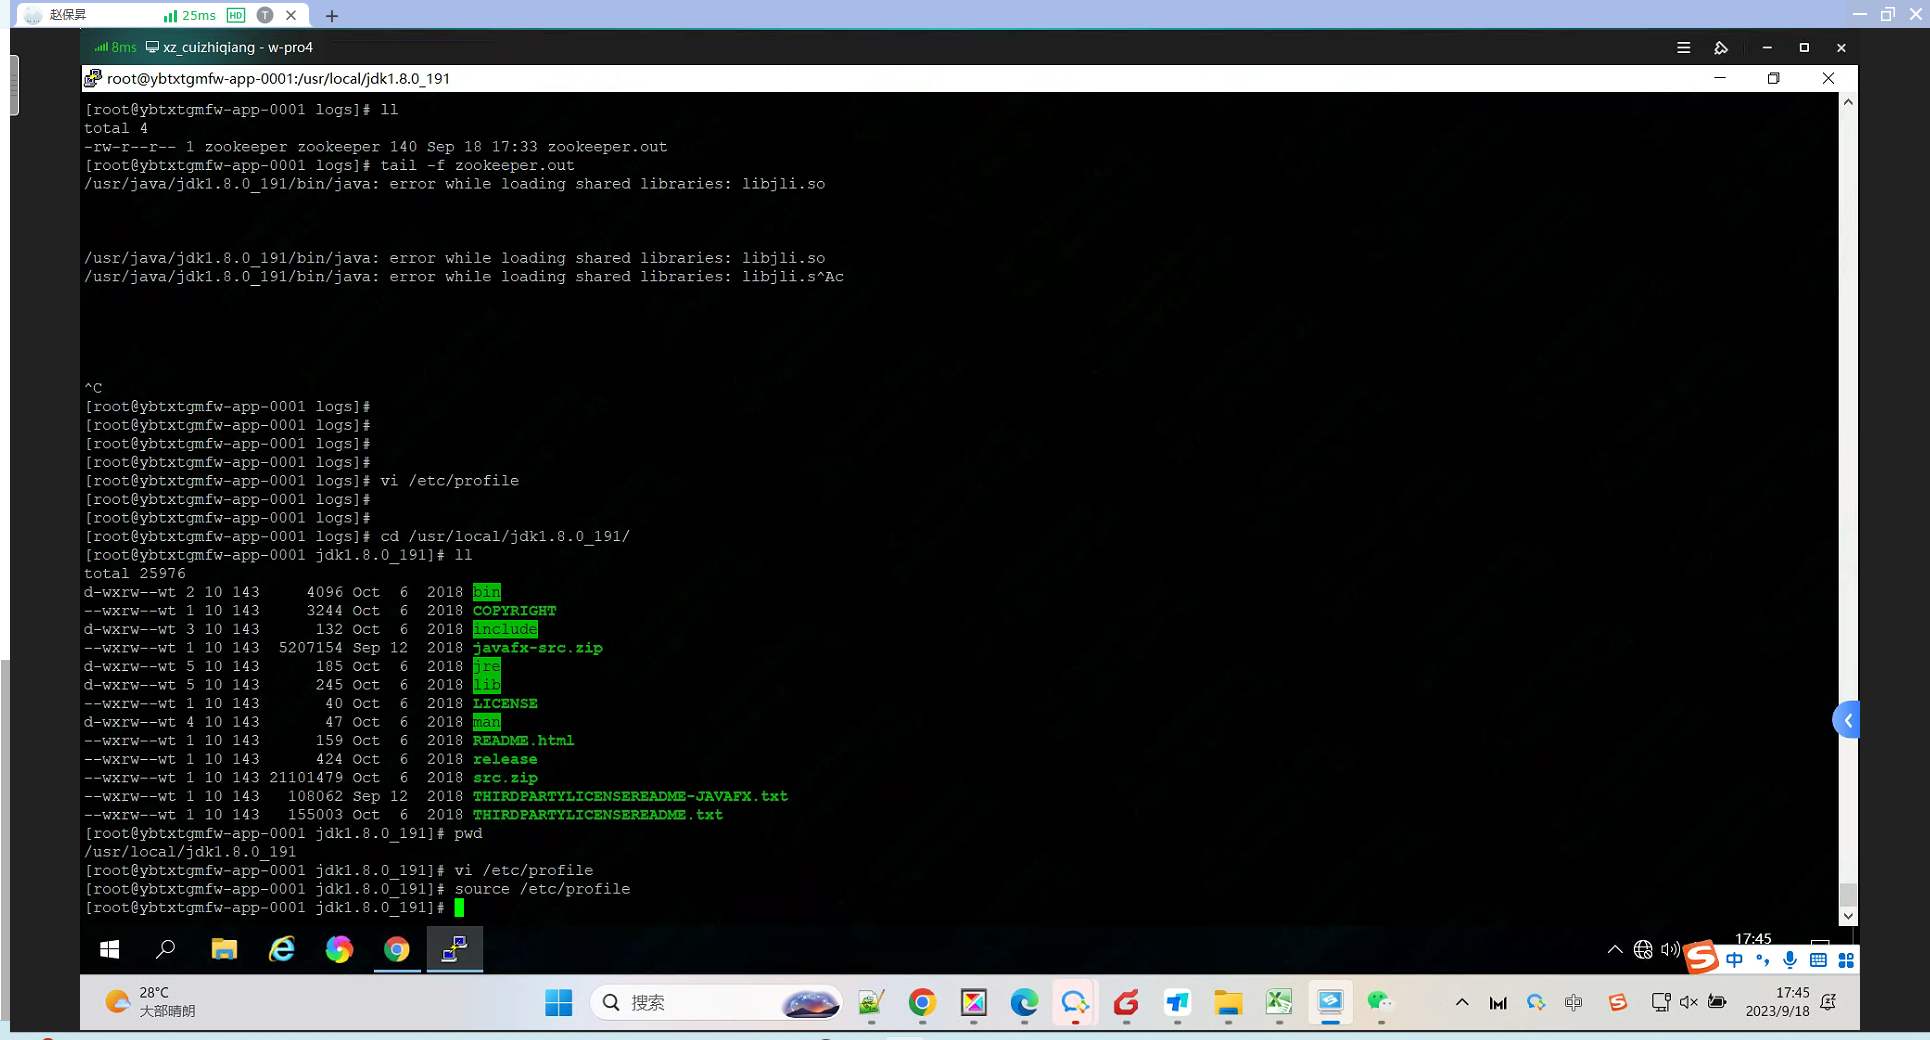 赵保昇 25ms HD T
8ms xz_cuizhiqiang - w-pro4
root@ybtxtgmfw-app-0001:/usr/local/jdk1.8.0_191
[root@ybtxtgmfw-app-0001 logs]# ll
total 4
-rw-r--r-- 1 zookeeper zookeeper 140 Sep 18 17:33 zookeeper.out
[root@ybtxtgmfw-app-0001 logs]# tail -f zookeeper.out
/usr/java/jdk1.8.0_191/bin/java: error while loading shared libraries: libjli.so
/usr/java/jdk1.8.0_191/bin/java: error while loading shared libraries: libjli.so
/usr/java/jdk1.8.0_191/bin/java: error while loading shared libraries: libjli.s^Ac
^C
[root@ybtxtgmfw-app-0001 logs]#
[root@ybtxtgmfw-app-0001 logs]#
[root@ybtxtgmfw-app-0001 logs]#
[root@ybtxtgmfw-app-0001 logs]#
[root@ybtxtgmfw-app-0001 logs]# vi /etc/profile
[root@ybtxtgmfw-app-0001 logs]#
[root@ybtxtgmfw-app-0001 logs]#
[root@ybtxtgmfw-app-0001 logs]# cd /usr/local/jdk1.8.0_191/
[root@ybtxtgmfw-app-0001 jdk1.8.0_191]# ll
total 25976
d-wxrw--wt 2 10 143     4096 Oct  6  2018 bin
--wxrw--wt 1 10 143     3244 Oct  6  2018 COPYRIGHT
d-wxrw--wt 3 10 143      132 Oct  6  2018 include
--wxrw--wt 1 10 143  5207154 Sep 12  2018 javafx-src.zip
d-wxrw--wt 5 10 143      185 Oct  6  2018 jre
d-wxrw--wt 5 10 143      245 Oct  6  2018 lib
--wxrw--wt 1 10 143       40 Oct  6  2018 LICENSE
d-wxrw--wt 4 10 143       47 Oct  6  2018 man
--wxrw--wt 1 10 143      159 Oct  6  2018 README.html
--wxrw--wt 1 10 143      424 Oct  6  2018 release
--wxrw--wt 1 10 143 21101479 Oct  6  2018 src.zip
--wxrw--wt 1 10 143   108062 Sep 12  2018 THIRDPARTYLICENSEREADME-JAVAFX.txt
--wxrw--wt 1 10 143   155003 Oct  6  2018 THIRDPARTYLICENSEREADME.txt
[root@ybtxtgmfw-app-0001 jdk1.8.0_191]# pwd
/usr/local/jdk1.8.0_191
[root@ybtxtgmfw-app-0001 jdk1.8.0_191]# vi /etc/profile
[root@ybtxtgmfw-app-0001 jdk1.8.0_191]# source /etc/profile
[root@ybtxtgmfw-app-0001 jdk1.8.0_191]#
17:45
中
28°C
大部晴朗
搜索
中
17:45
2023/9/18